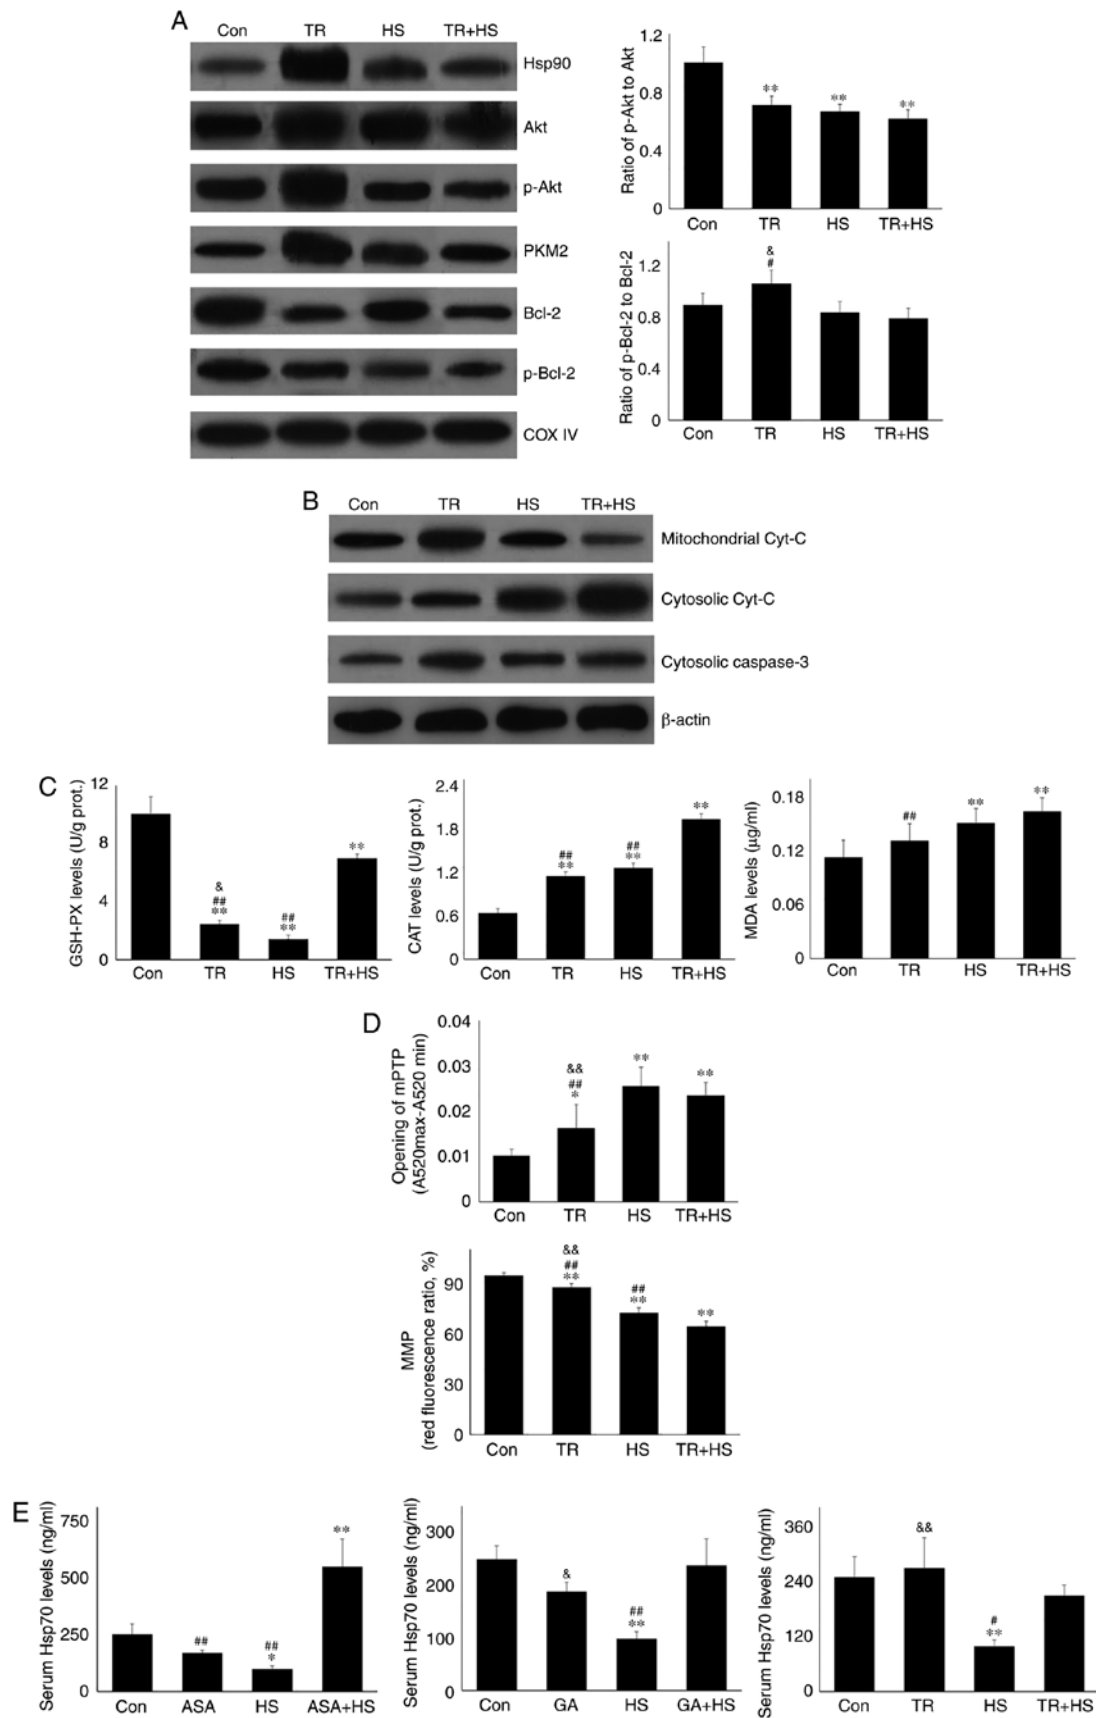 A
Con TR HS TR+HS
Hsp90
Akt
p-Akt
PKM2
Bcl-2
p-Bcl-2
COX IV
Ratio of p-Akt to Akt
1.2
0.8
0.4
0
**
**
**
Con TR HS TR+HS
Ratio of p-Bcl-2 to Bcl-2
1.2
0.8
0.4
0
&
#
Con TR HS TR+HS
B
Con TR HS TR+HS
Mitochondrial Cyt-C
Cytosolic Cyt-C
Cytosolic caspase-3
β-actin
C
GSH-PX levels (U/g prot.)
12
8
4
0
&
##
**
##
**
**
Con TR HS TR+HS
CAT levels (U/g prot.)
2.4
1.8
1.2
0.6
0
##
**
##
**
**
Con TR HS TR+HS
MDA levels (µg/ml)
0.18
0.12
0.06
0
##
**
**
Con TR HS TR+HS
D
Opening of mPTP
(A520max-A520 min)
0.04
0.03
0.02
0.01
0
&&
##
*
**
**
Con TR HS TR+HS
MMP
(red fluorescence ratio, %)
90
60
30
0
&&
##
**
##
**
**
Con TR HS TR+HS
E
Serum Hsp70 levels (ng/ml)
750
500
250
0
##
##
*
**
Con ASA HS ASA+HS
Serum Hsp70 levels (ng/ml)
300
200
100
0
&
##
**
Con GA HS GA+HS
Serum Hsp70 levels (ng/ml)
360
240
120
0
&&
#
**
Con TR HS TR+HS